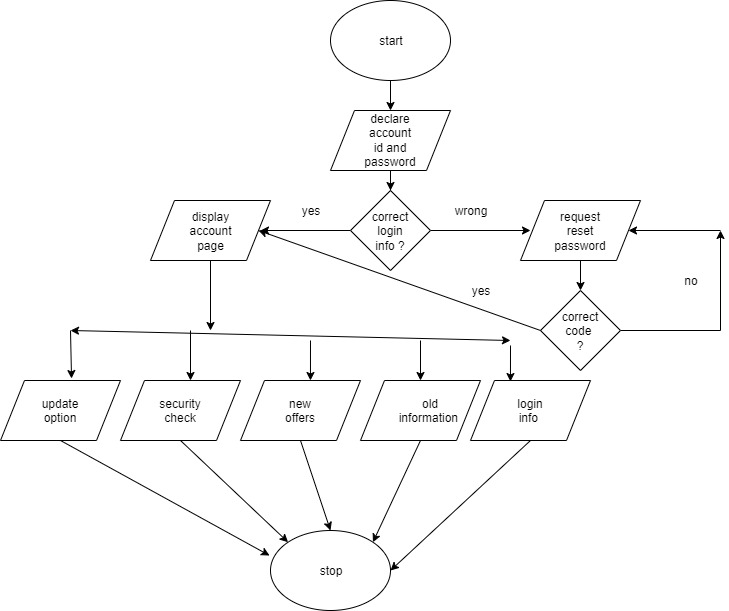 start
declare
account
id and
password
yes
correct
login
info ?
wrong
display
account
page
request
reset
password
yes
no
correct
code
?
update
option
security
check
new
offers
old
information
login
info
stop